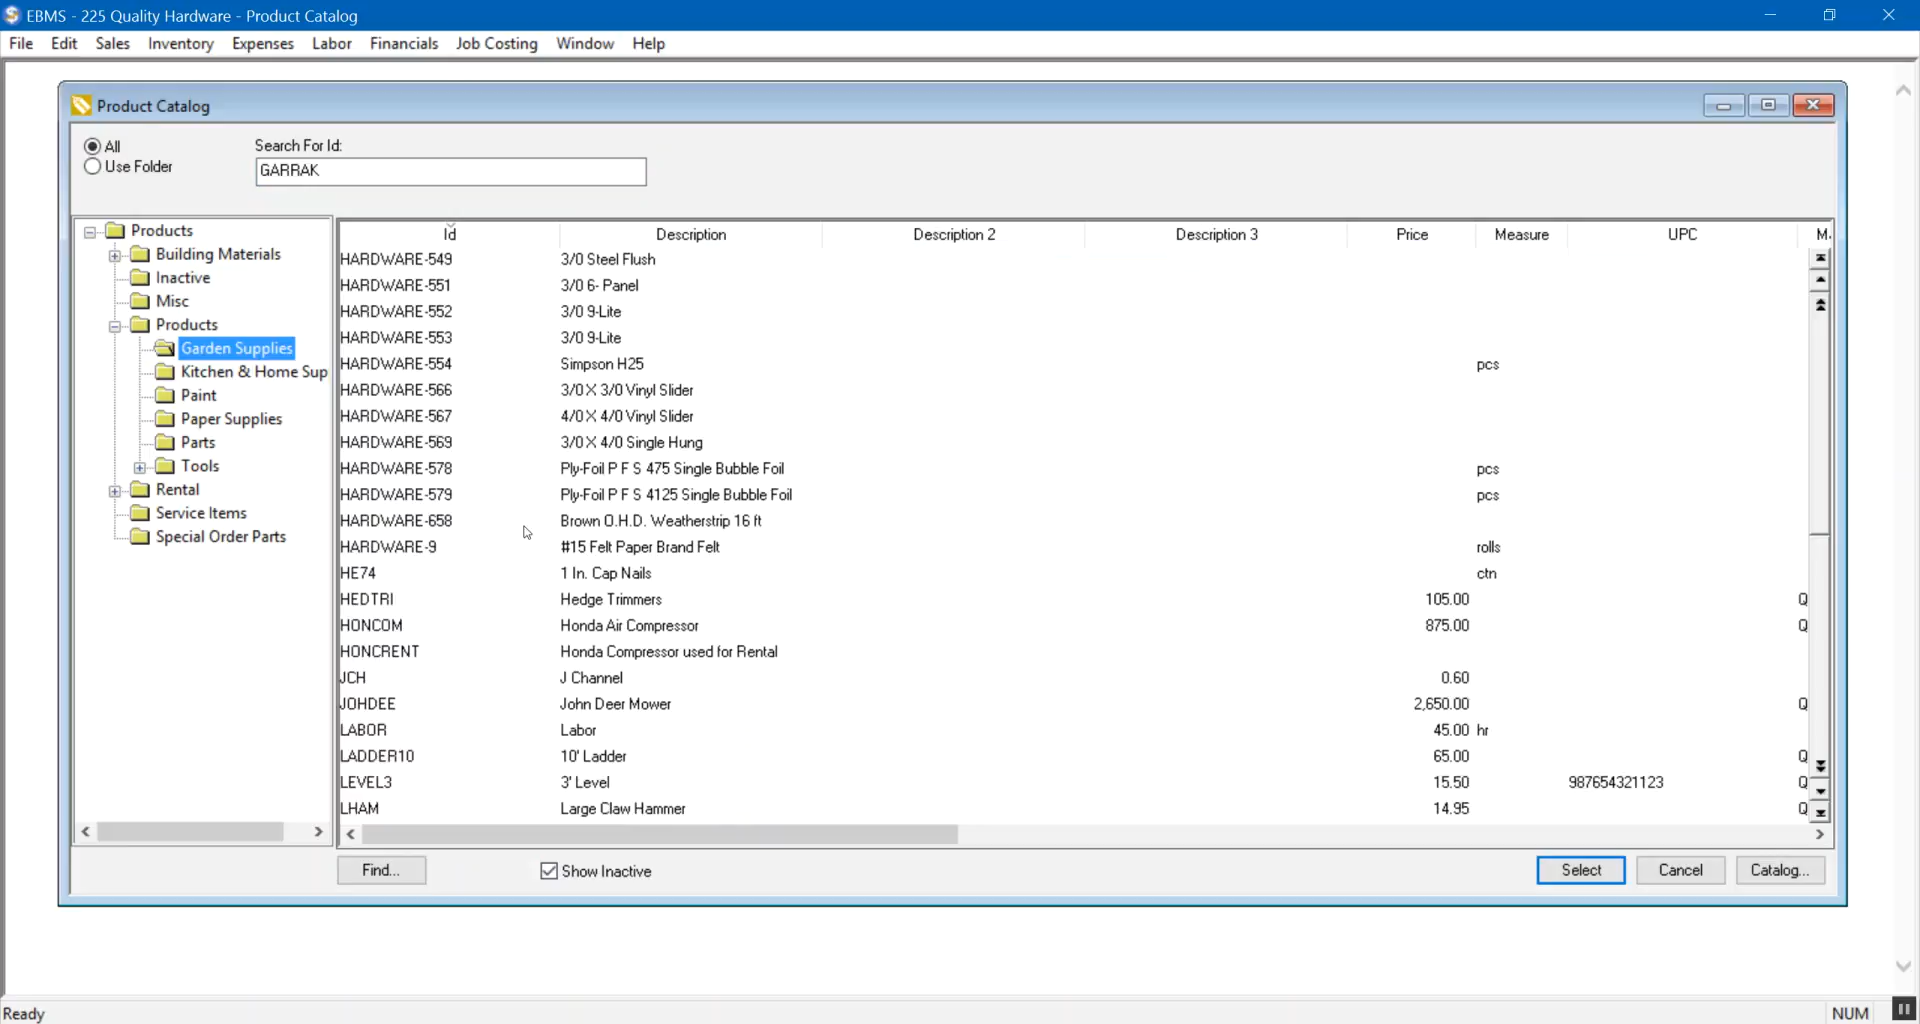 EBMS - 225 Quality Hardware - Product Catalog
File Edit Sales Inventory Expenses Labor Financials Job Costing Window Help
Product Catalog
All
Use Folder
Search For Id:
GARRAK
Products
Building Materials
Inactive
Misc
Products
Garden Supplies
Kitchen & Home Sup
Paint
Paper Supplies
Parts
Tools
Rental
Service Items
Special Order Parts
Id Description Description 2 Description 3 Price Measure UPC M
HARDWARE-549 3/0 Steel Flush
HARDWARE-551 3/0 6- Panel
HARDWARE-552 3/0 9-Lite
HARDWARE-553 3/0 9-Lite
HARDWARE-554 Simpson H25 pcs
HARDWARE-566 3/0 X 3/0 Vinyl Slider
HARDWARE-567 4/0 X 4/0 Vinyl Slider
HARDWARE-569 3/0 X 4/0 Single Hung
HARDWARE-578 Ply-Foil P F S 475 Single Bubble Foil pcs
HARDWARE-579 Ply-Foil P F S 4125 Single Bubble Foil pcs
HARDWARE-658 Brown O.H.D. Weatherstrip 16 ft
HARDWARE-9 #15 Felt Paper Brand Felt rolls
HE74 1 In. Cap Nails ctn
HEDTRI Hedge Trimmers 105.00 Q
HONCOM Honda Air Compressor 875.00 Q
HONCRENT Honda Compressor used for Rental
JCH J Channel 0.60
JOHDEE John Deer Mower 2,650.00 Q
LABOR Labor 45.00 hr
LADDER10 10' Ladder 65.00 Q
LEVEL3 3' Level 15.50 987654321123 Q
LHAM Large Claw Hammer 14.95 Q
Find... Show Inactive Select Cancel Catalog...
Ready NUM